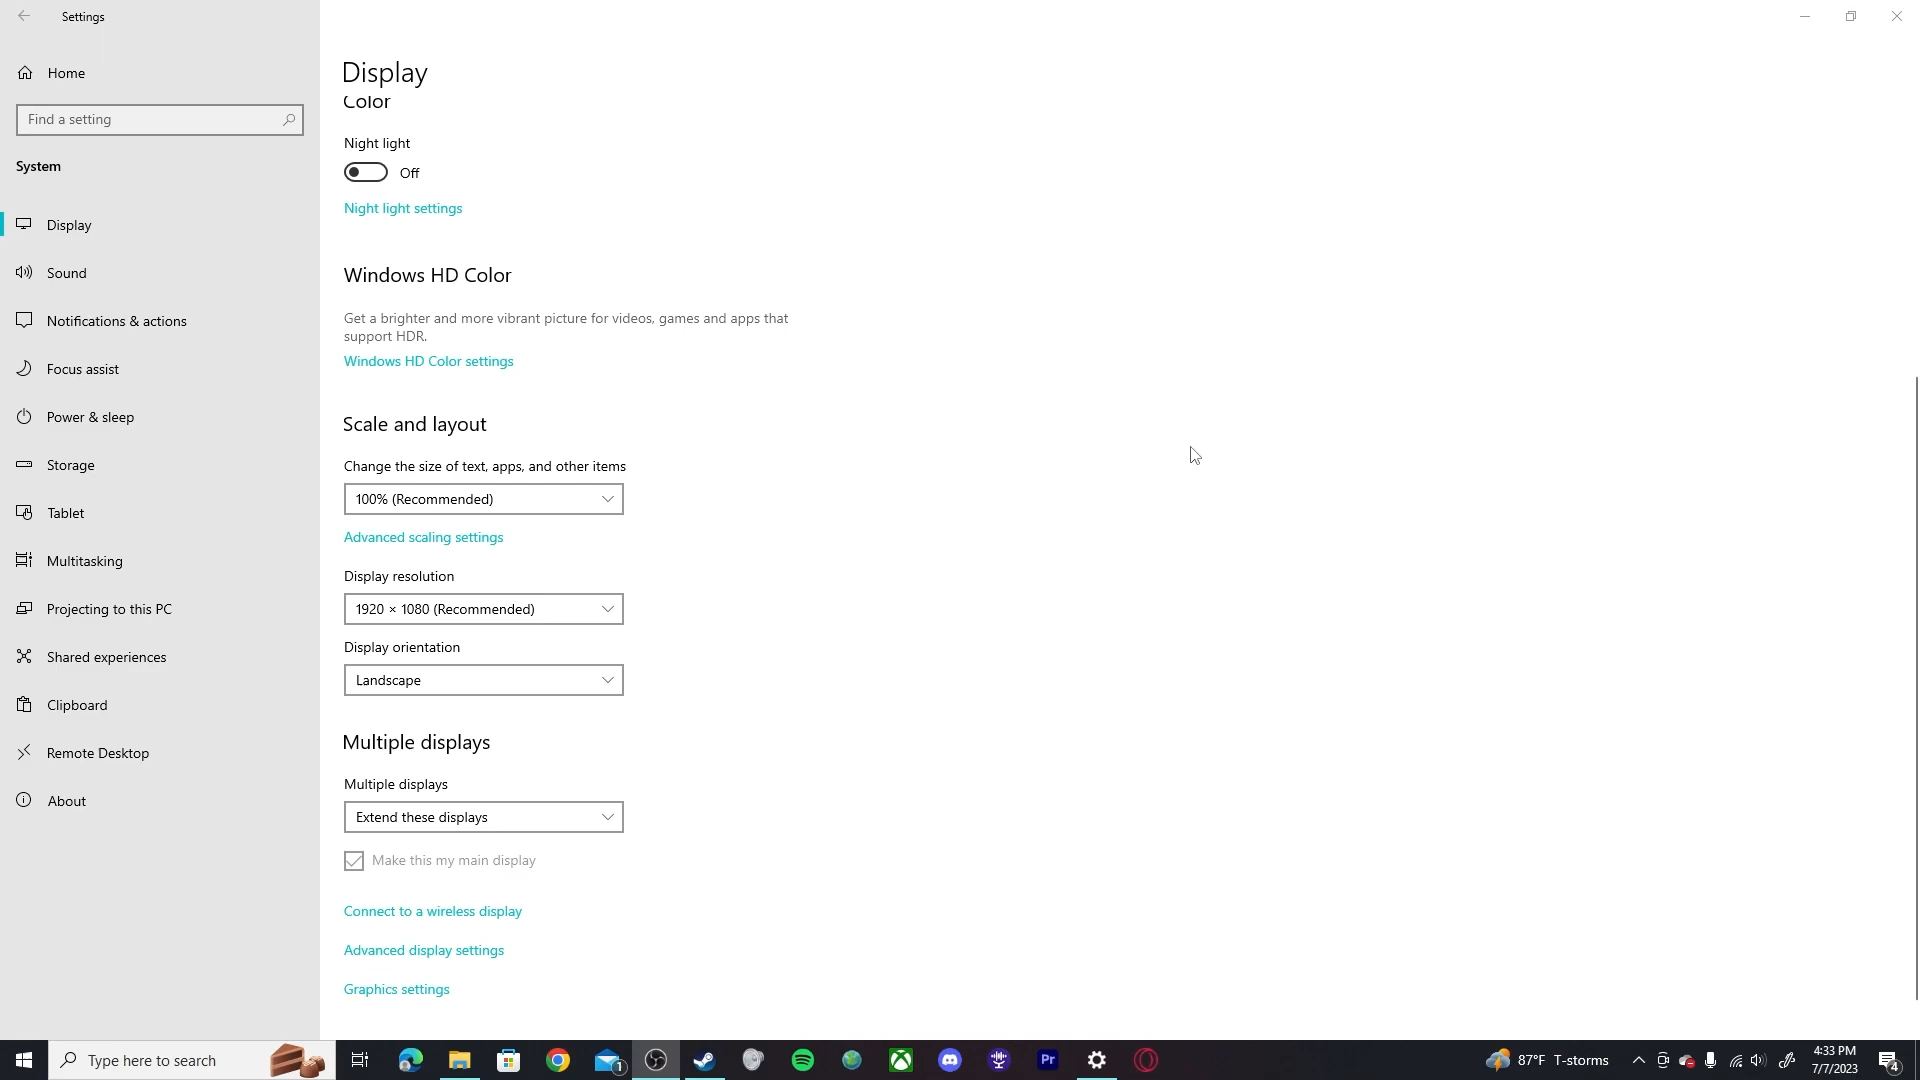 Settings
Home
Find a setting
System
Display
Sound
Notifications & actions
Focus assist
Power & sleep
Storage
Tablet
Multitasking
Projecting to this PC
Shared experiences
Clipboard
Remote Desktop
About
Display
Color
Night light
Off
Night light settings
Windows HD Color
Get a brighter and more vibrant picture for videos, games and apps that
support HDR.
Windows HD Color settings
Scale and layout
Change the size of text, apps, and other items
100% (Recommended)
Advanced scaling settings
Display resolution
1920 × 1080 (Recommended)
Display orientation
Landscape
Multiple displays
Multiple displays
Extend these displays
Make this my main display
Connect to a wireless display
Advanced display settings
Graphics settings
Type here to search
1
Pr
87°F T-storms
4:33 PM
7/7/2023
4